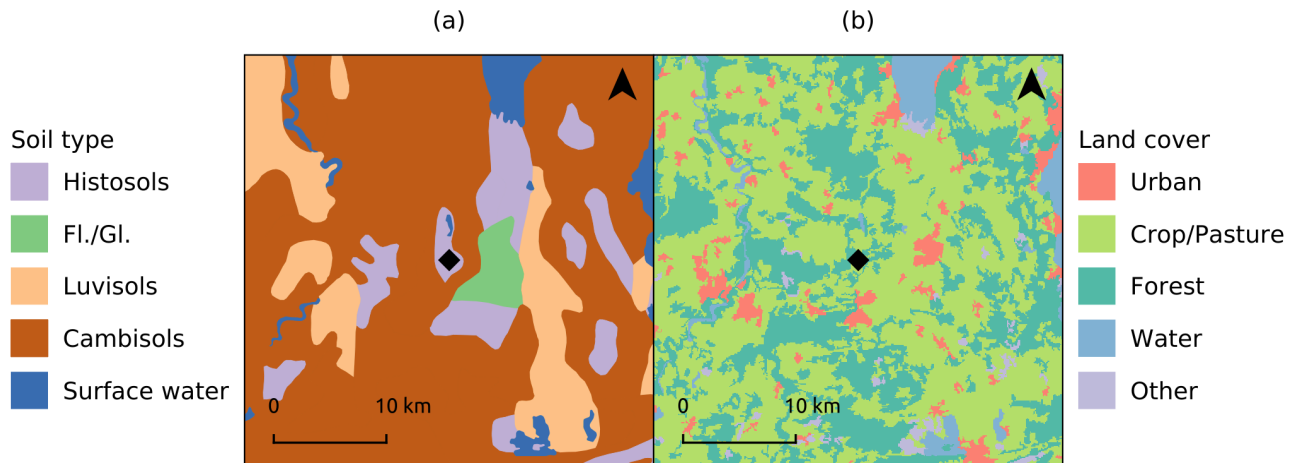 (a)
(b)
Soil type
Histosols
Fl./Gl.
Luvisols
Cambisols
Surface water
0 10 km
0 10 km
Land cover
Urban
Crop/Pasture
Forest
Water
Other